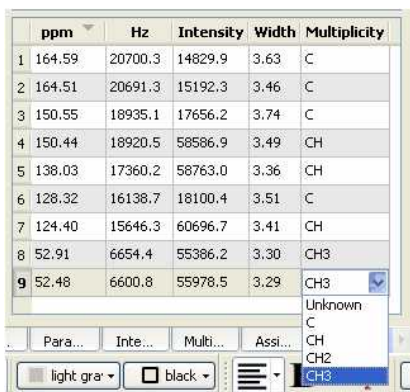 ppm Hz Intensity Width Multiplicity
1 164.59 20700.3 14829.9 3.63 C
2 164.51 20691.3 15192.3 3.46 C
3 150.55 18935.1 17656.2 3.74 C
4 150.44 18920.5 58586.9 3.49 CH
5 138.03 17360.2 58763.0 3.36 CH
6 128.32 16138.7 18100.4 3.51 C
7 124.40 15646.3 60696.7 3.41 CH
8 52.91 6654.4 55386.2 3.30 CH3
9 52.48 6600.8 55978.5 3.29 CH3
Unknown
C
CH
CH2
CH3
Para... Inte... Multi... Assi...
light gra black